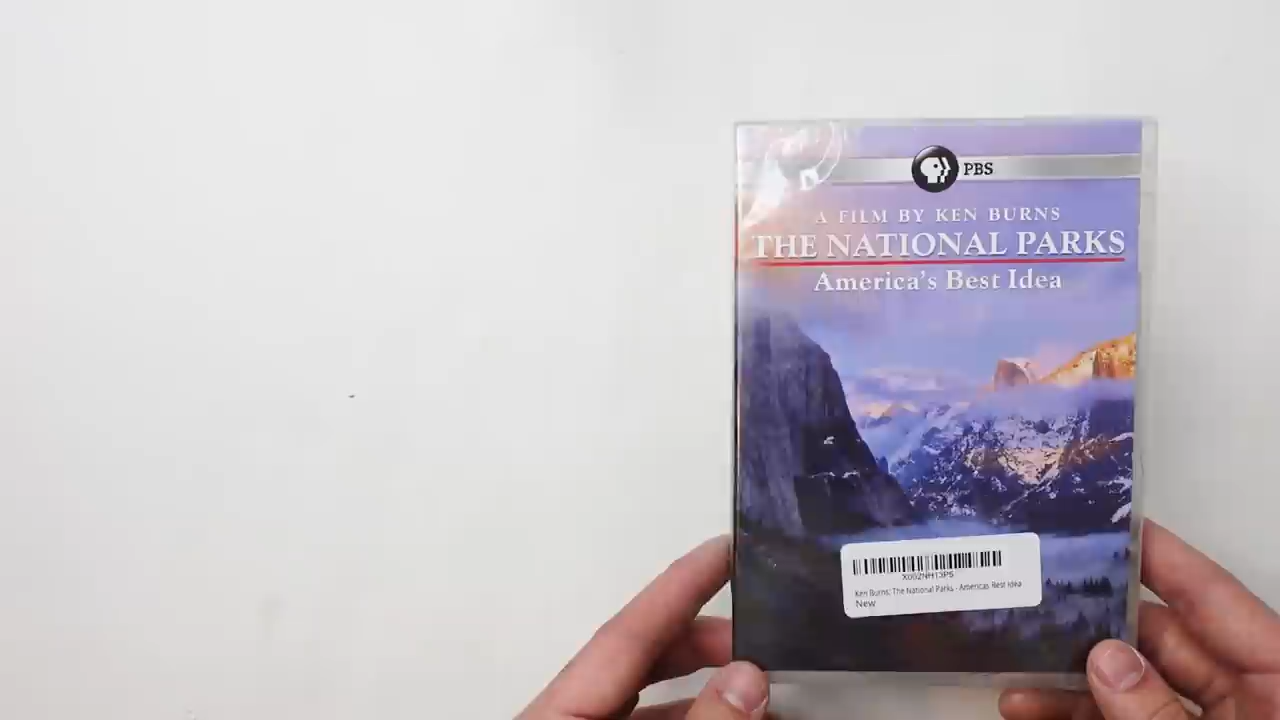 PBS
A FILM BY KEN BURNS
THE NATIONAL PARKS
America's Best Idea
X002NH13P5
Ken Burns: The National Parks - Americas Best Idea
New